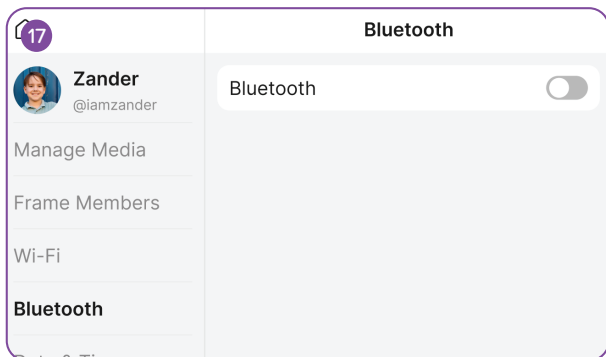 17
Bluetooth
Zander
@iamzander
Bluetooth
Manage Media
Frame Members
Wi-Fi
Bluetooth